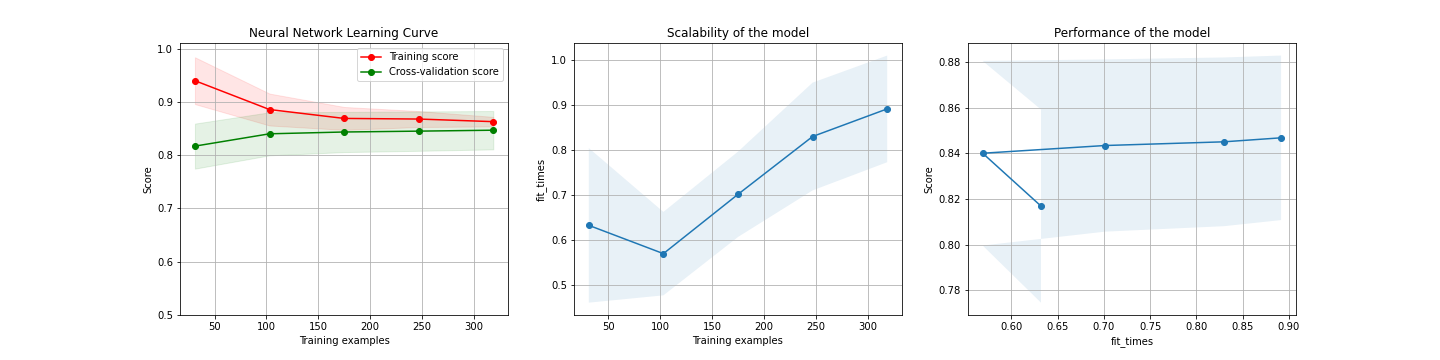 Neural Network Learning Curve
1.0
0.9
0.8
0.7
0.6
0.5
Score
Training score
Cross-validation score
50 100 150 200 250 300
Training examples
Scalability of the model
1.0
0.9
0.8
0.7
0.6
0.5
fit_times
50 100 150 200 250 300
Training examples
Performance of the model
0.88
0.86
0.84
0.82
0.80
0.78
Score
0.60 0.65 0.70 0.75 0.80 0.85 0.90
fit_times